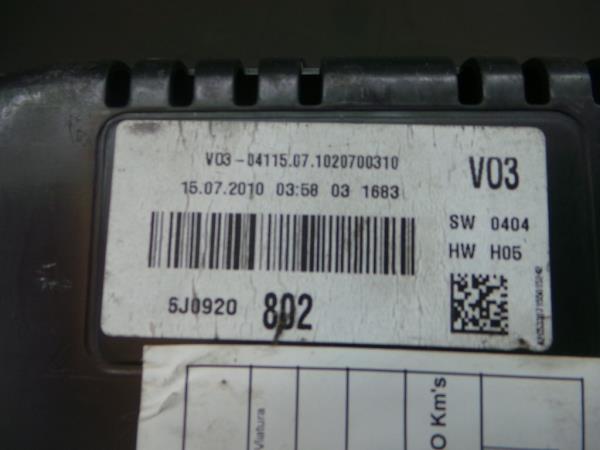 V03-04115.07.1020700310
V03
15.07.2010 03:58 03 1683
SW 0404
HW H05
5J0920 802
Viatura
O Km's